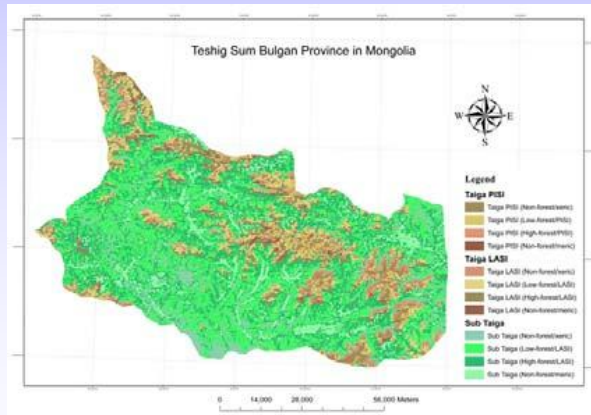 Teshig Sum Bulgan Province in Mongolia
N
W E
S
Legend
Taiga PISI
Taiga PISI (Non-forest/xeric)
Taiga PISI (Low-forest/PISI)
Taiga PISI (High-forest/PISI)
Taiga PISI (Non-forest/meric)
Taiga LASI
Taiga LASI (Non-forest/xeric)
Taiga LASI (Low-forest/LASI)
Taiga LASI (High-forest/LASI)
Taiga LASI (Non-forest/meric)
Sub Taiga
Sub Taiga (Non-forest/xeric)
Sub Taiga (Low-forest/LASI)
Sub Taiga (High-forest/LASI)
Sub Taiga (Non-forest/meric)
0 14,000 28,000 56,000 Meters